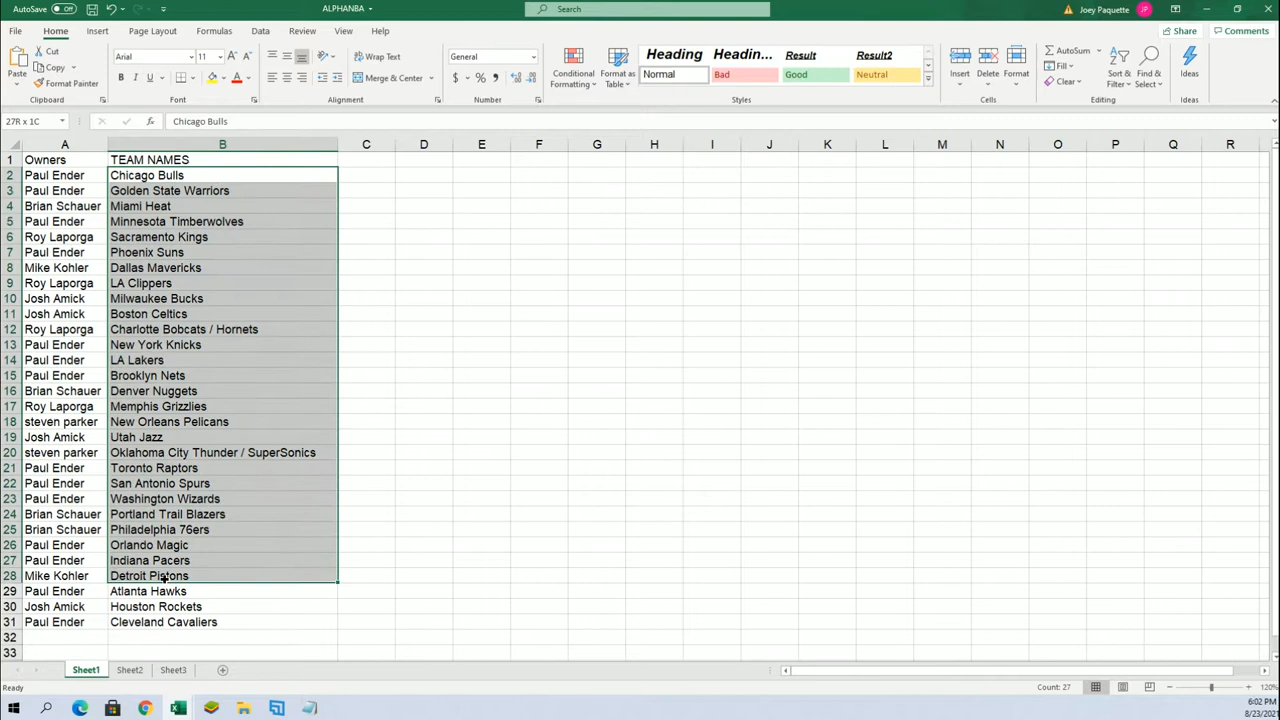 AutoSave Off ALPHANBA Search Joey Paquette JP
File Home Insert Page Layout Formulas Data Review View Help Share Comments
Paste Cut Copy Format Painter Clipboard
Arial 11 B I U A Font
Wrap Text Merge & Center Alignment
General $ % Number
Conditional Formatting Format as Table
Heading Headin... Result Result2
Normal Bad Good Neutral Styles
Insert Delete Format Cells
AutoSum Fill Clear Sort & Filter Find & Select Editing
Ideas Ideas
27R x 1C fx Chicago Bulls
A B C D E F G H I J K L M N O P Q R
1 Owners TEAM NAMES
2 Paul Ender Chicago Bulls
3 Paul Ender Golden State Warriors
4 Brian Schauer Miami Heat
5 Paul Ender Minnesota Timberwolves
6 Roy Laporga Sacramento Kings
7 Paul Ender Phoenix Suns
8 Mike Kohler Dallas Mavericks
9 Roy Laporga LA Clippers
10 Josh Amick Milwaukee Bucks
11 Josh Amick Boston Celtics
12 Roy Laporga Charlotte Bobcats / Hornets
13 Paul Ender New York Knicks
14 Paul Ender LA Lakers
15 Paul Ender Brooklyn Nets
16 Brian Schauer Denver Nuggets
17 Roy Laporga Memphis Grizzlies
18 steven parker New Orleans Pelicans
19 Josh Amick Utah Jazz
20 steven parker Oklahoma City Thunder / SuperSonics
21 Paul Ender Toronto Raptors
22 Paul Ender San Antonio Spurs
23 Paul Ender Washington Wizards
24 Brian Schauer Portland Trail Blazers
25 Brian Schauer Philadelphia 76ers
26 Paul Ender Orlando Magic
27 Paul Ender Indiana Pacers
28 Mike Kohler Detroit Pistons
29 Paul Ender Atlanta Hawks
30 Josh Amick Houston Rockets
31 Paul Ender Cleveland Cavaliers
32
33
Sheet1 Sheet2 Sheet3
Ready Count: 27 120%
6:02 PM